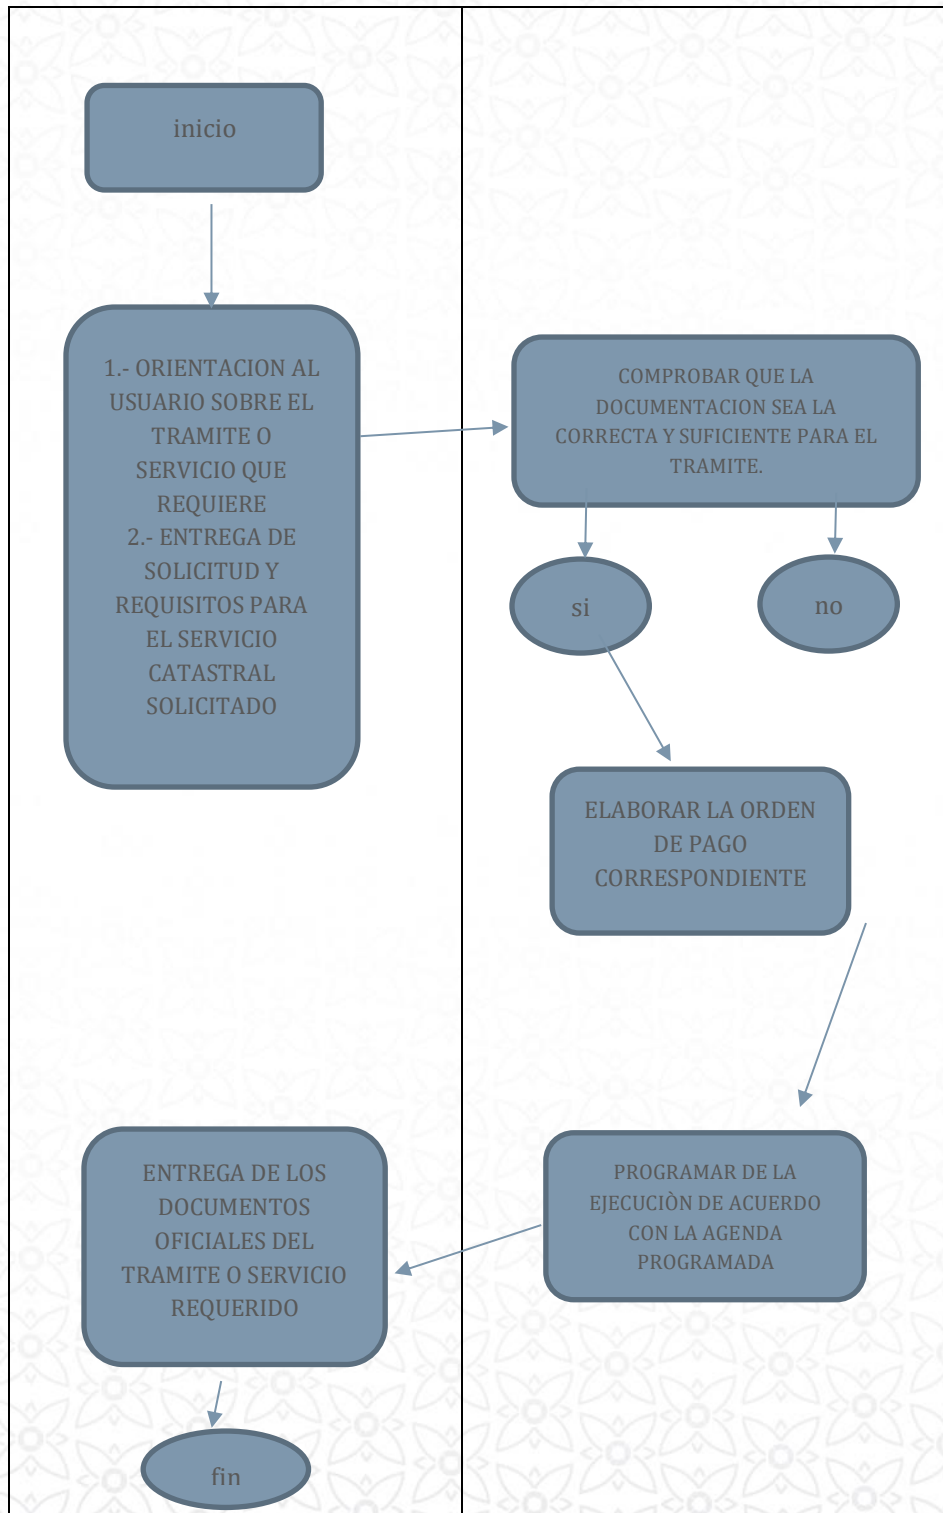 inicio
1.- ORIENTACION AL
USUARIO SOBRE EL
TRAMITE O
SERVICIO QUE
REQUIERE
2.- ENTREGA DE
SOLICITUD Y
REQUISITOS PARA
EL SERVICIO
CATASTRAL
SOLICITADO
COMPROBAR QUE LA
DOCUMENTACION SEA LA
CORRECTA Y SUFICIENTE PARA EL
TRAMITE.
si
no
ELABORAR LA ORDEN
DE PAGO
CORRESPONDIENTE
PROGRAMAR DE LA
EJECUCIÒN DE ACUERDO
CON LA AGENDA
PROGRAMADA
ENTREGA DE LOS
DOCUMENTOS
OFICIALES DEL
TRAMITE O SERVICIO
REQUERIDO
fin